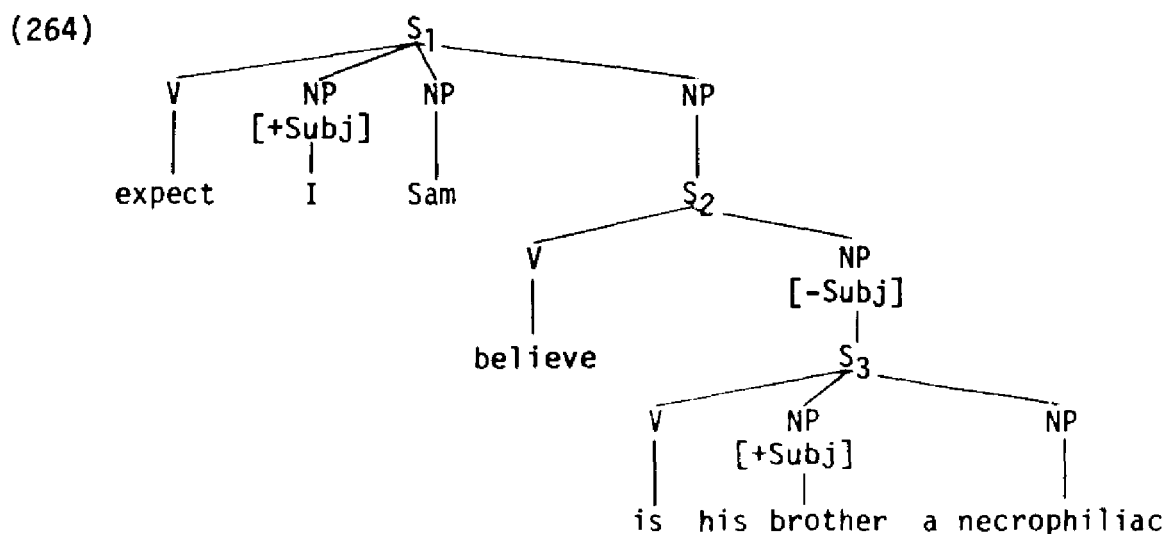 (264)
S1
V NP NP NP
[+Subj]
expect I Sam
S2
V NP
[-Subj]
believe
S3
V NP NP
[+Subj]
is his brother a necrophiliac